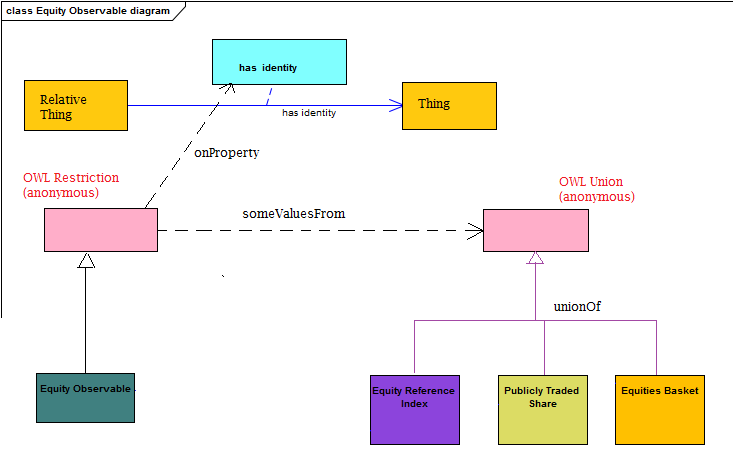 class Equity Observable diagram
has identity
Relative
Thing
Thing
has identity
onProperty
OWL Restriction
(anonymous)
OWL Union
(anonymous)
someValuesFrom
unionOf
Equity Observable
Equity Reference
Index
Publicly Traded
Share
Equities Basket